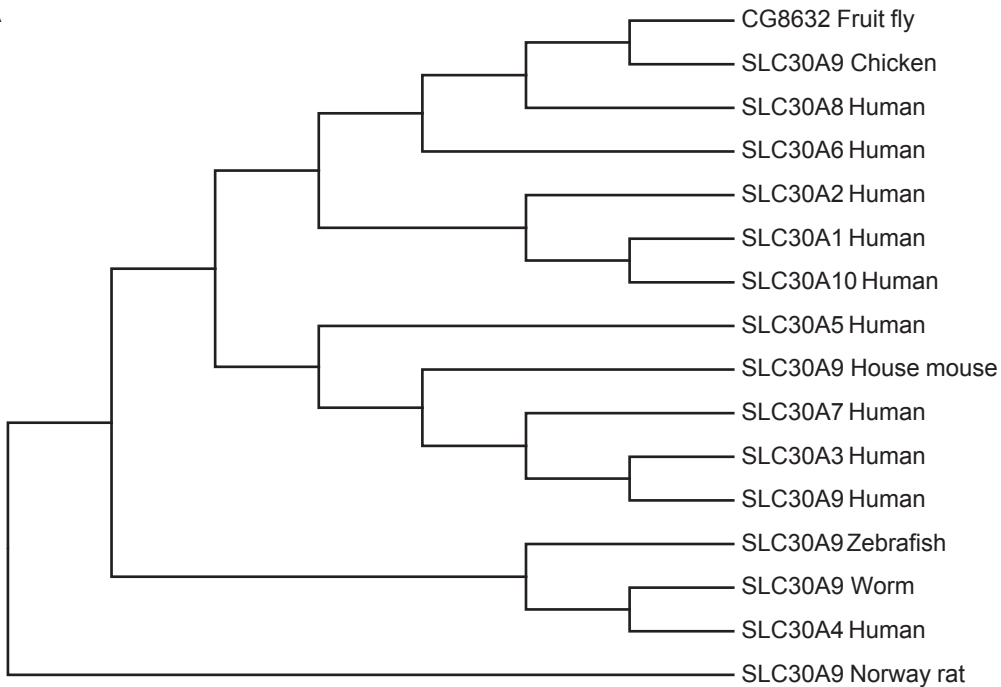 CG8632 Fruit fly
SLC30A9 Chicken
SLC30A8 Human
SLC30A6 Human
SLC30A2 Human
SLC30A1 Human
SLC30A10 Human
SLC30A5 Human
SLC30A9 House mouse
SLC30A7 Human
SLC30A3 Human
SLC30A9 Human
SLC30A9 Zebrafish
SLC30A9 Worm
SLC30A4 Human
SLC30A9 Norway rat